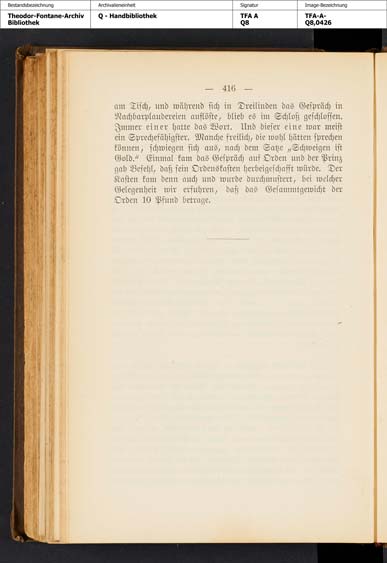 Bestandsbezeichnung
Theodor-Fontane-Archiv
Bibliothek
Archivalieneinheit
Q - Handbibliothek
Signatur
TFA A
Q8
Image-Bezeichnung
TFA-A-
Q8,0426
— 416 —
am Tisch, und während sich in Dreilinden das Gespräch in
Nachbarplaudereien auflöste, blieb es im Schloß geschlossen.
Immer einer hatte das Wort. Und dieser eine war meist
ein Sprechefähigster. Manche freilich, die wohl hätten sprechen
können, schwiegen sich aus, nach dem Satze „Schweigen ist
Gold.“ Einmal kam das Gespräch auf Orden und der Prinz
gab Befehl, daß sein Ordenskasten herbeigeschafft würde. Der
Kasten kam denn auch und wurde durchmustert, bei welcher
Gelegenheit wir erfuhren, daß das Gesammtgewicht der
Orden 10 Pfund betrage.